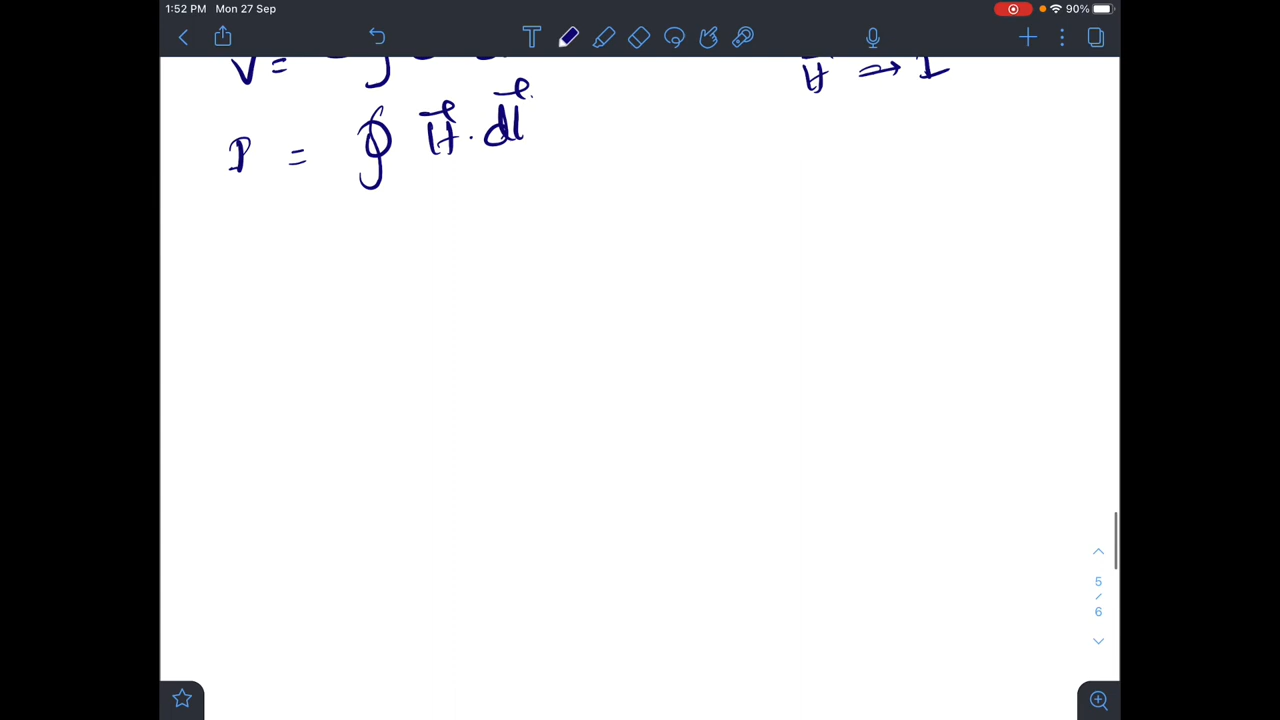 1:52 PM Mon 27 Sep 90%
V =
H⃗ → I
I = ∮ H⃗ · dl⃗
5
/
6